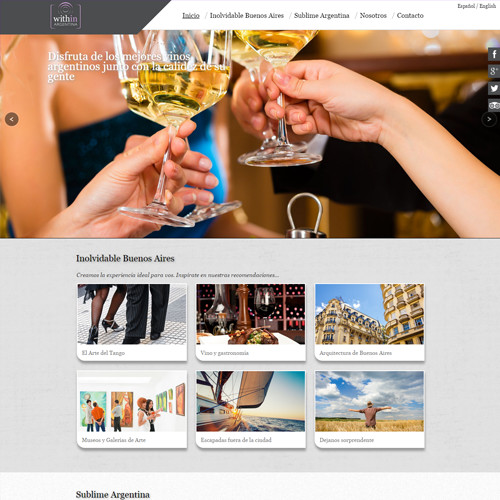 Español / English
within
ARGENTINA
Inicio / Inolvidable Buenos Aires / Sublime Argentina / Nosotros / Contacto
Disfruta de los mejores vinos
argentinos junto con la calidez de su
gente
Inolvidable Buenos Aires
Creamos la experiencia ideal para vos. Inspirate en nuestras recomendaciones...
El Arte del Tango
Vino y gastronomía
Arquitectura de Buenos Aires
Museos y Galerías de Arte
Escapadas fuera de la ciudad
Dejanos sorprenderte
Sublime Argentina